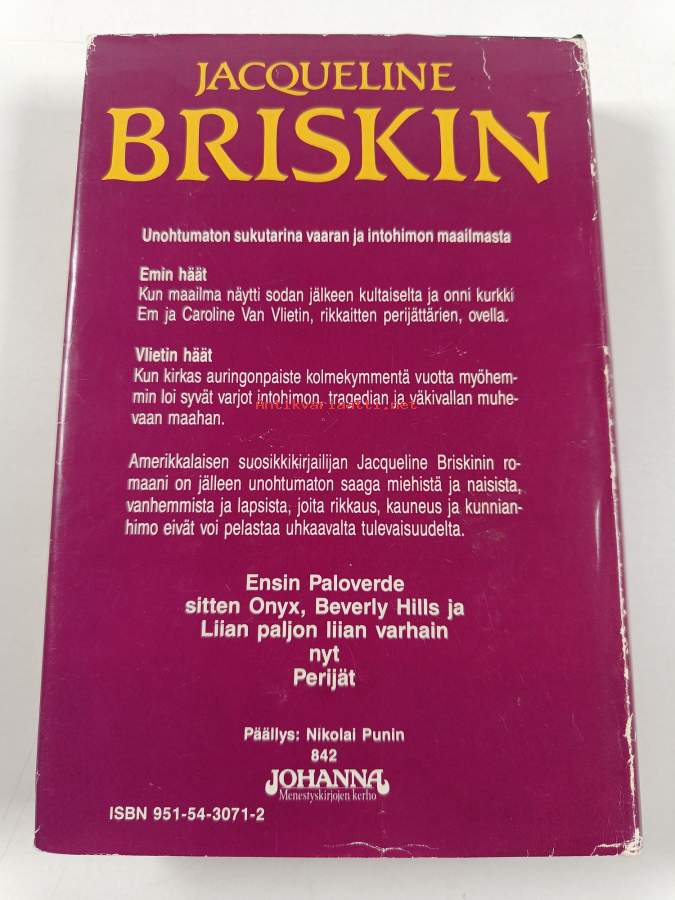 JACQUELINE
BRISKIN
Unohtumaton sukutarina vaaran ja intohimon maailmasta
Emin häät
Kun maailma näytti sodan jälkeen kultaiselta ja onni kurkki
Em ja Caroline Van Vlietin, rikkaitten perijättärien, ovella.
Vlietin häät
Kun kirkas auringonpaiste kolmekymmentä vuotta myöhem-
min loi syvät varjot intohimon, tragedian ja väkivallan muhe-
vaan maahan.
Antikvariaatti.net
Amerikkalaisen suosikkikirjailijan Jacqueline Briskinin ro-
maani on jälleen unohtumaton saaga miehistä ja naisista,
vanhemmista ja lapsista, joita rikkaus, kauneus ja kunnian-
himo eivät voi pelastaa uhkaavalta tulevaisuudelta.
Ensin Paloverde
sitten Onyx, Beverly Hills ja
Liian paljon liian varhain
nyt
Perijät
Päällys: Nikolai Punin
842
JOHANNA
Menestyskirjojen kerho
ISBN 951-54-3071-2